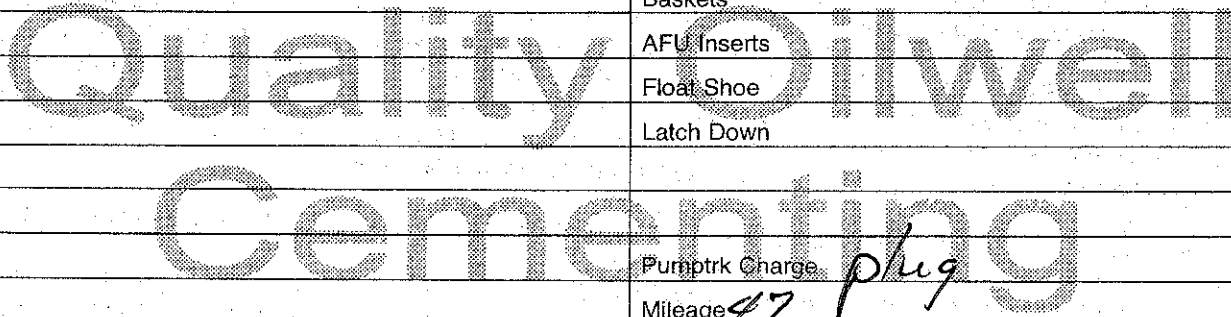 Baskets
AFU Inserts
Float Shoe
Latch Down
Quality Oilwell
Cementing
Pumptrk Charge plug
Mileage 47